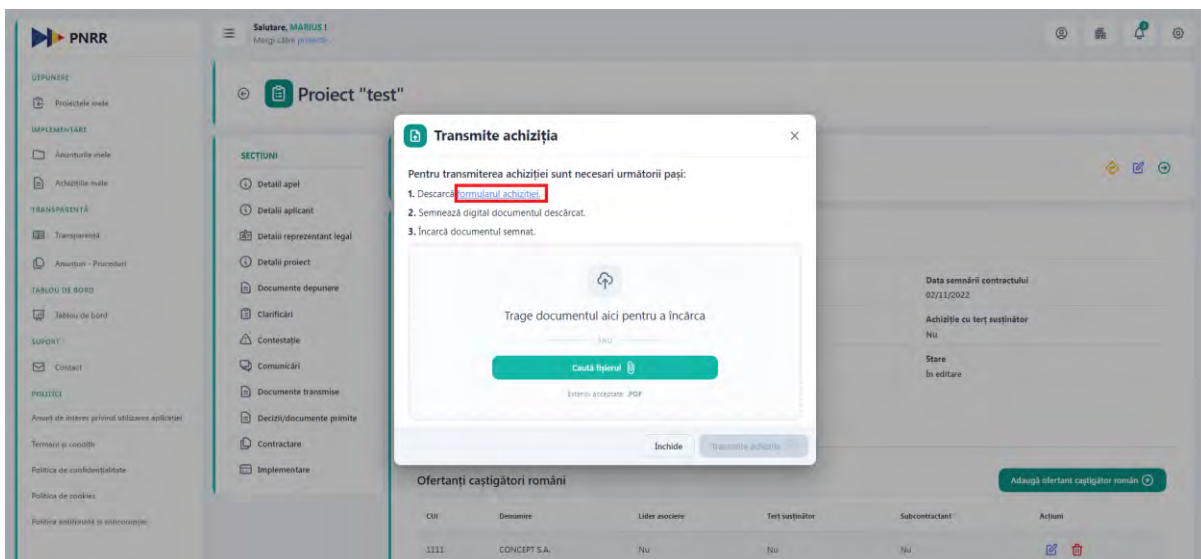 PNRR
Salutare, MARIUS !
Mergi către proiecte
DEPUNERE
Proiectele mele
IMPLEMENTARE
Anunțurile mele
Achizițiile mele
TRANSPARENȚĂ
Transparență
Anunțuri - Proceduri
TABLOU DE BORD
Tablou de bord
SUPORT
Contact
POLITICI
Anunț de interes privind utilizarea aplicației
Termeni și condiții
Politica de confidențialitate
Politica de cookies
Politica antifraudă și anticorupție
Proiect "test"
SECȚIUNI
Detalii apel
Detalii aplicant
Detalii reprezentant legal
Detalii proiect
Documente depunere
Clarificări
Contestație
Comunicări
Documente transmise
Decizii/documente primite
Contractare
Implementare
Transmite achiziția
Pentru transmiterea achiziției sunt necesari următorii pași:
1. Descarcă formularul achiziției.
2. Semnează digital documentul descărcat.
3. Încarcă documentul semnat.
Trage documentul aici pentru a încărca
SAU
Caută fișierul
Extensii acceptate: .PDF
Închide
Transmite achiziția
Data semnării contractului
02/11/2022
Achiziție cu terț susținător
Nu
Stare
În editare
Ofertanți caștigători români
Adaugă ofertant caștigător român
CUI Denumire Lider asociere Terț susținător Subcontractant Acțiuni
1111 CONCEPT S.A. Nu Nu Nu